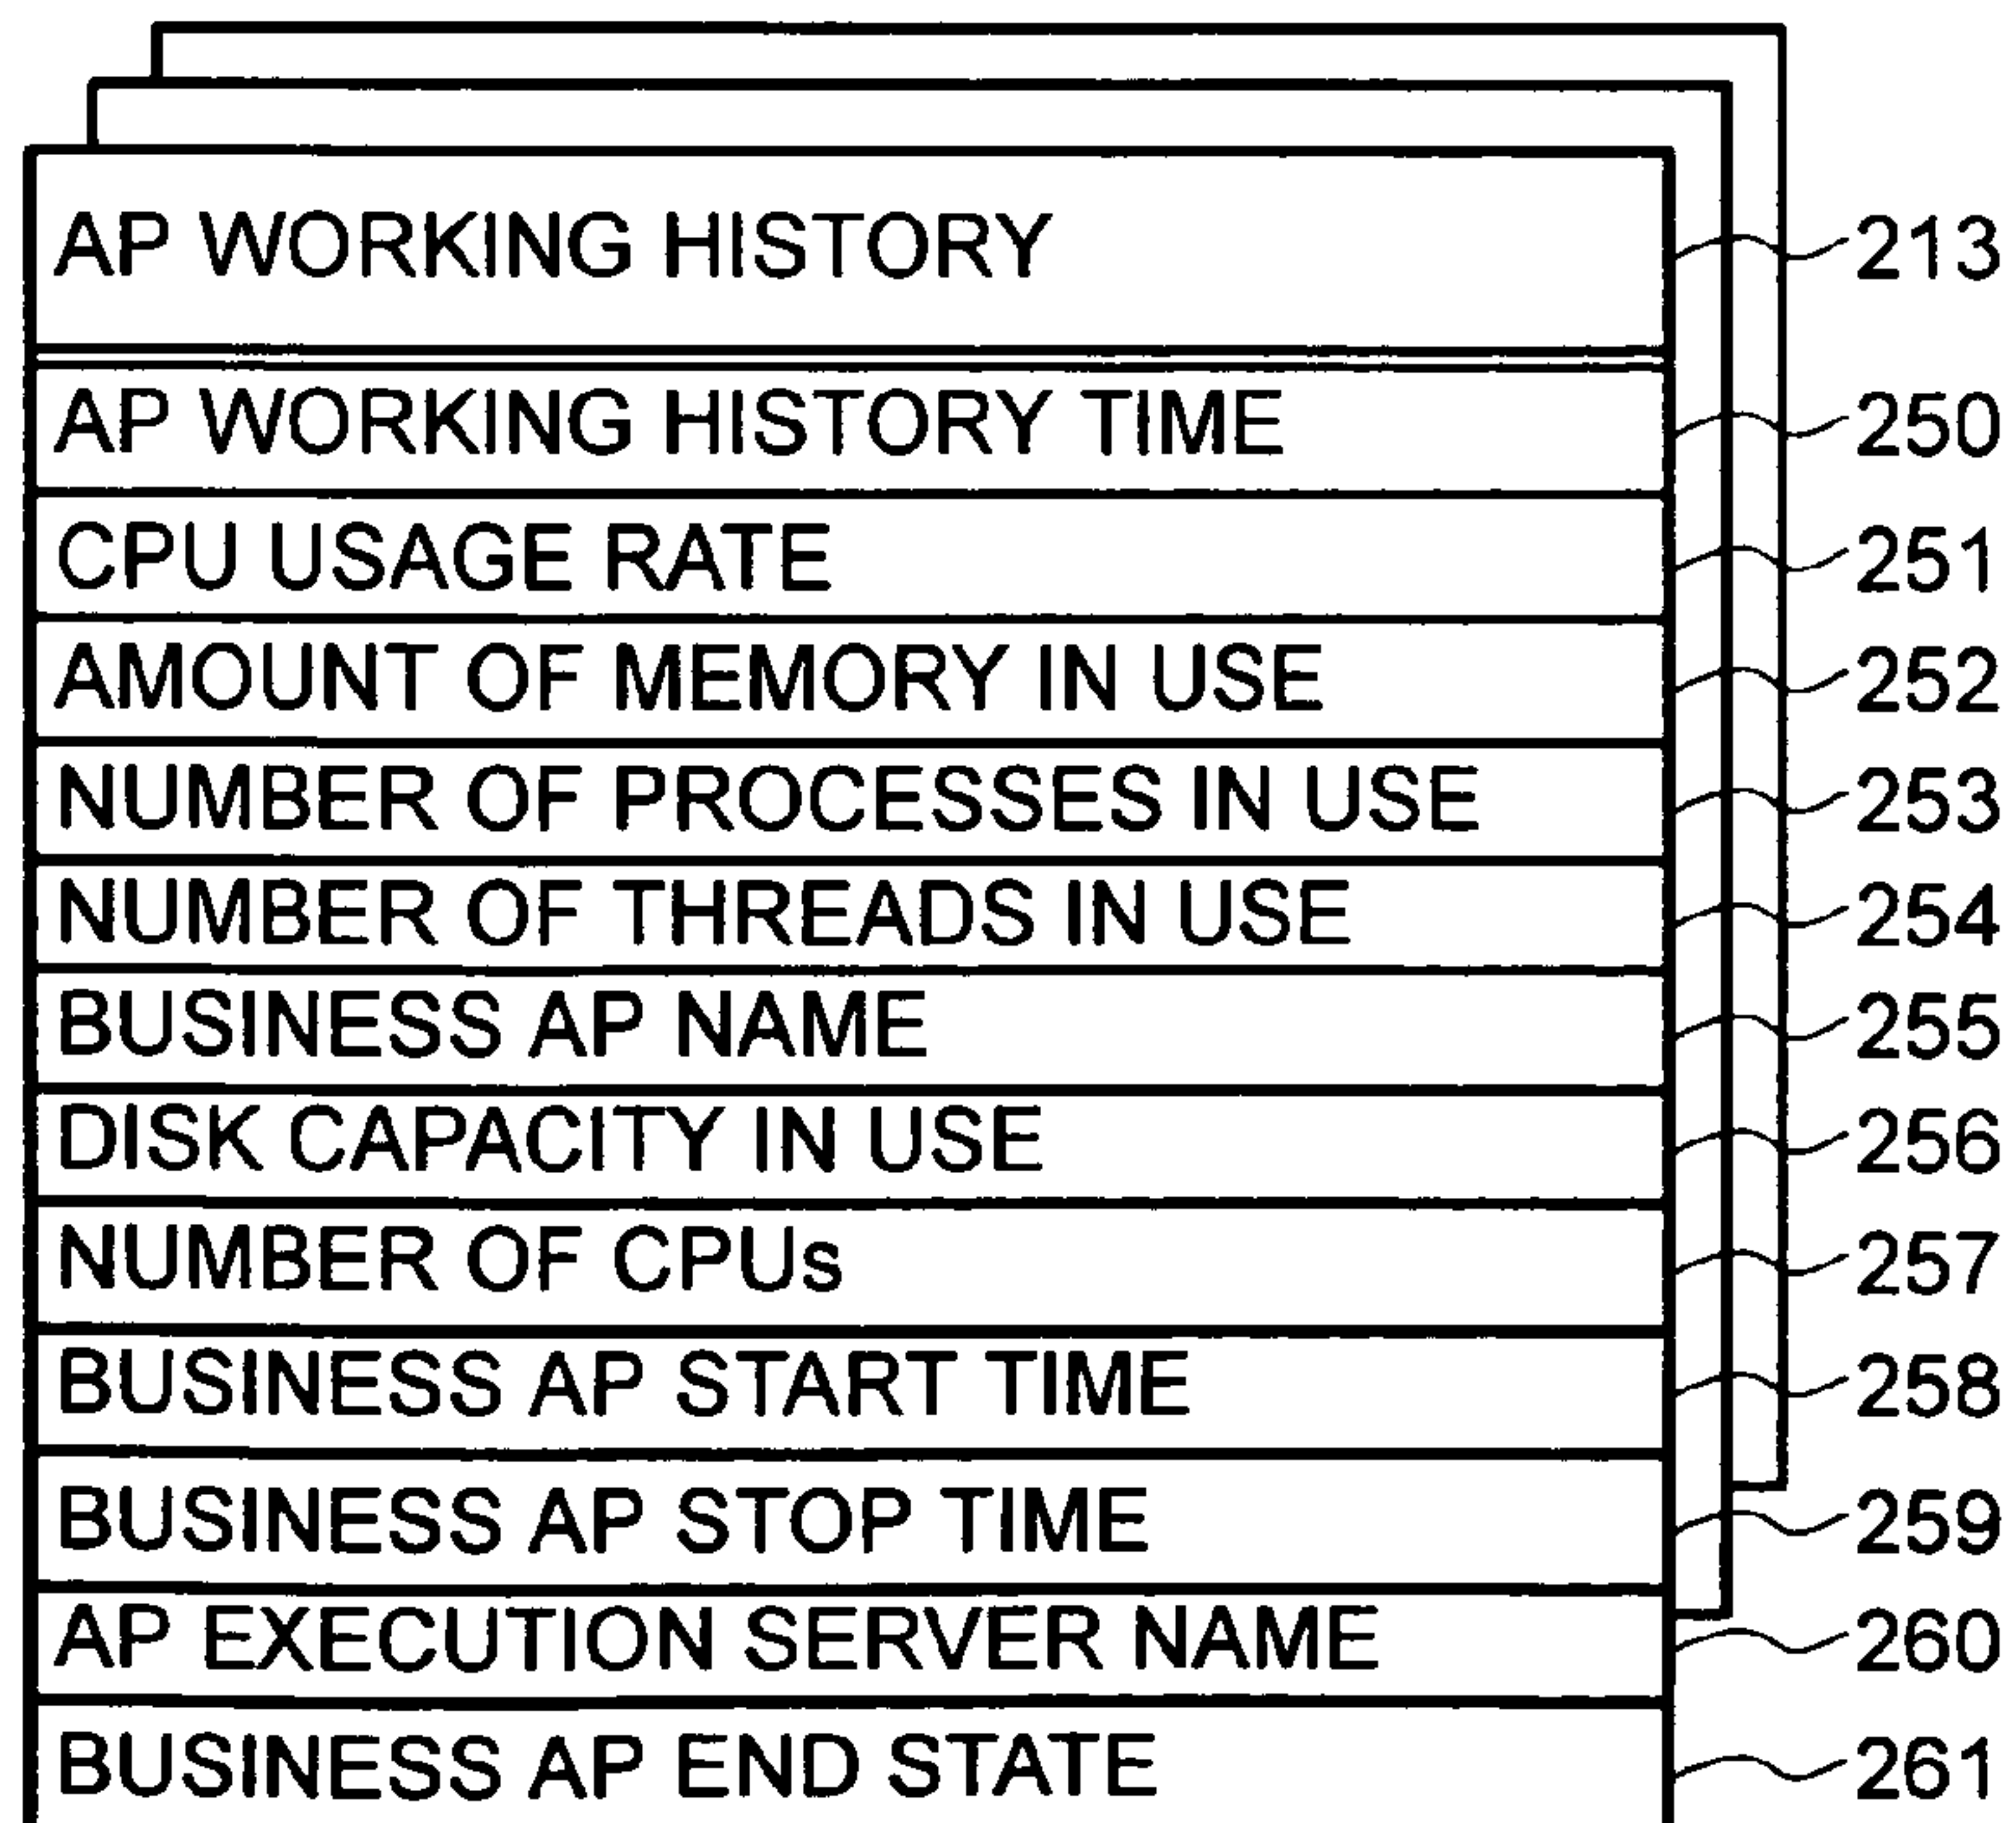 AP WORKING HISTORY 213
AP WORKING HISTORY TIME 250
CPU USAGE RATE 251
AMOUNT OF MEMORY IN USE 252
NUMBER OF PROCESSES IN USE 253
NUMBER OF THREADS IN USE 254
BUSINESS AP NAME 255
DISK CAPACITY IN USE 256
NUMBER OF CPUs 257
BUSINESS AP START TIME 258
BUSINESS AP STOP TIME 259
AP EXECUTION SERVER NAME 260
BUSINESS AP END STATE 261